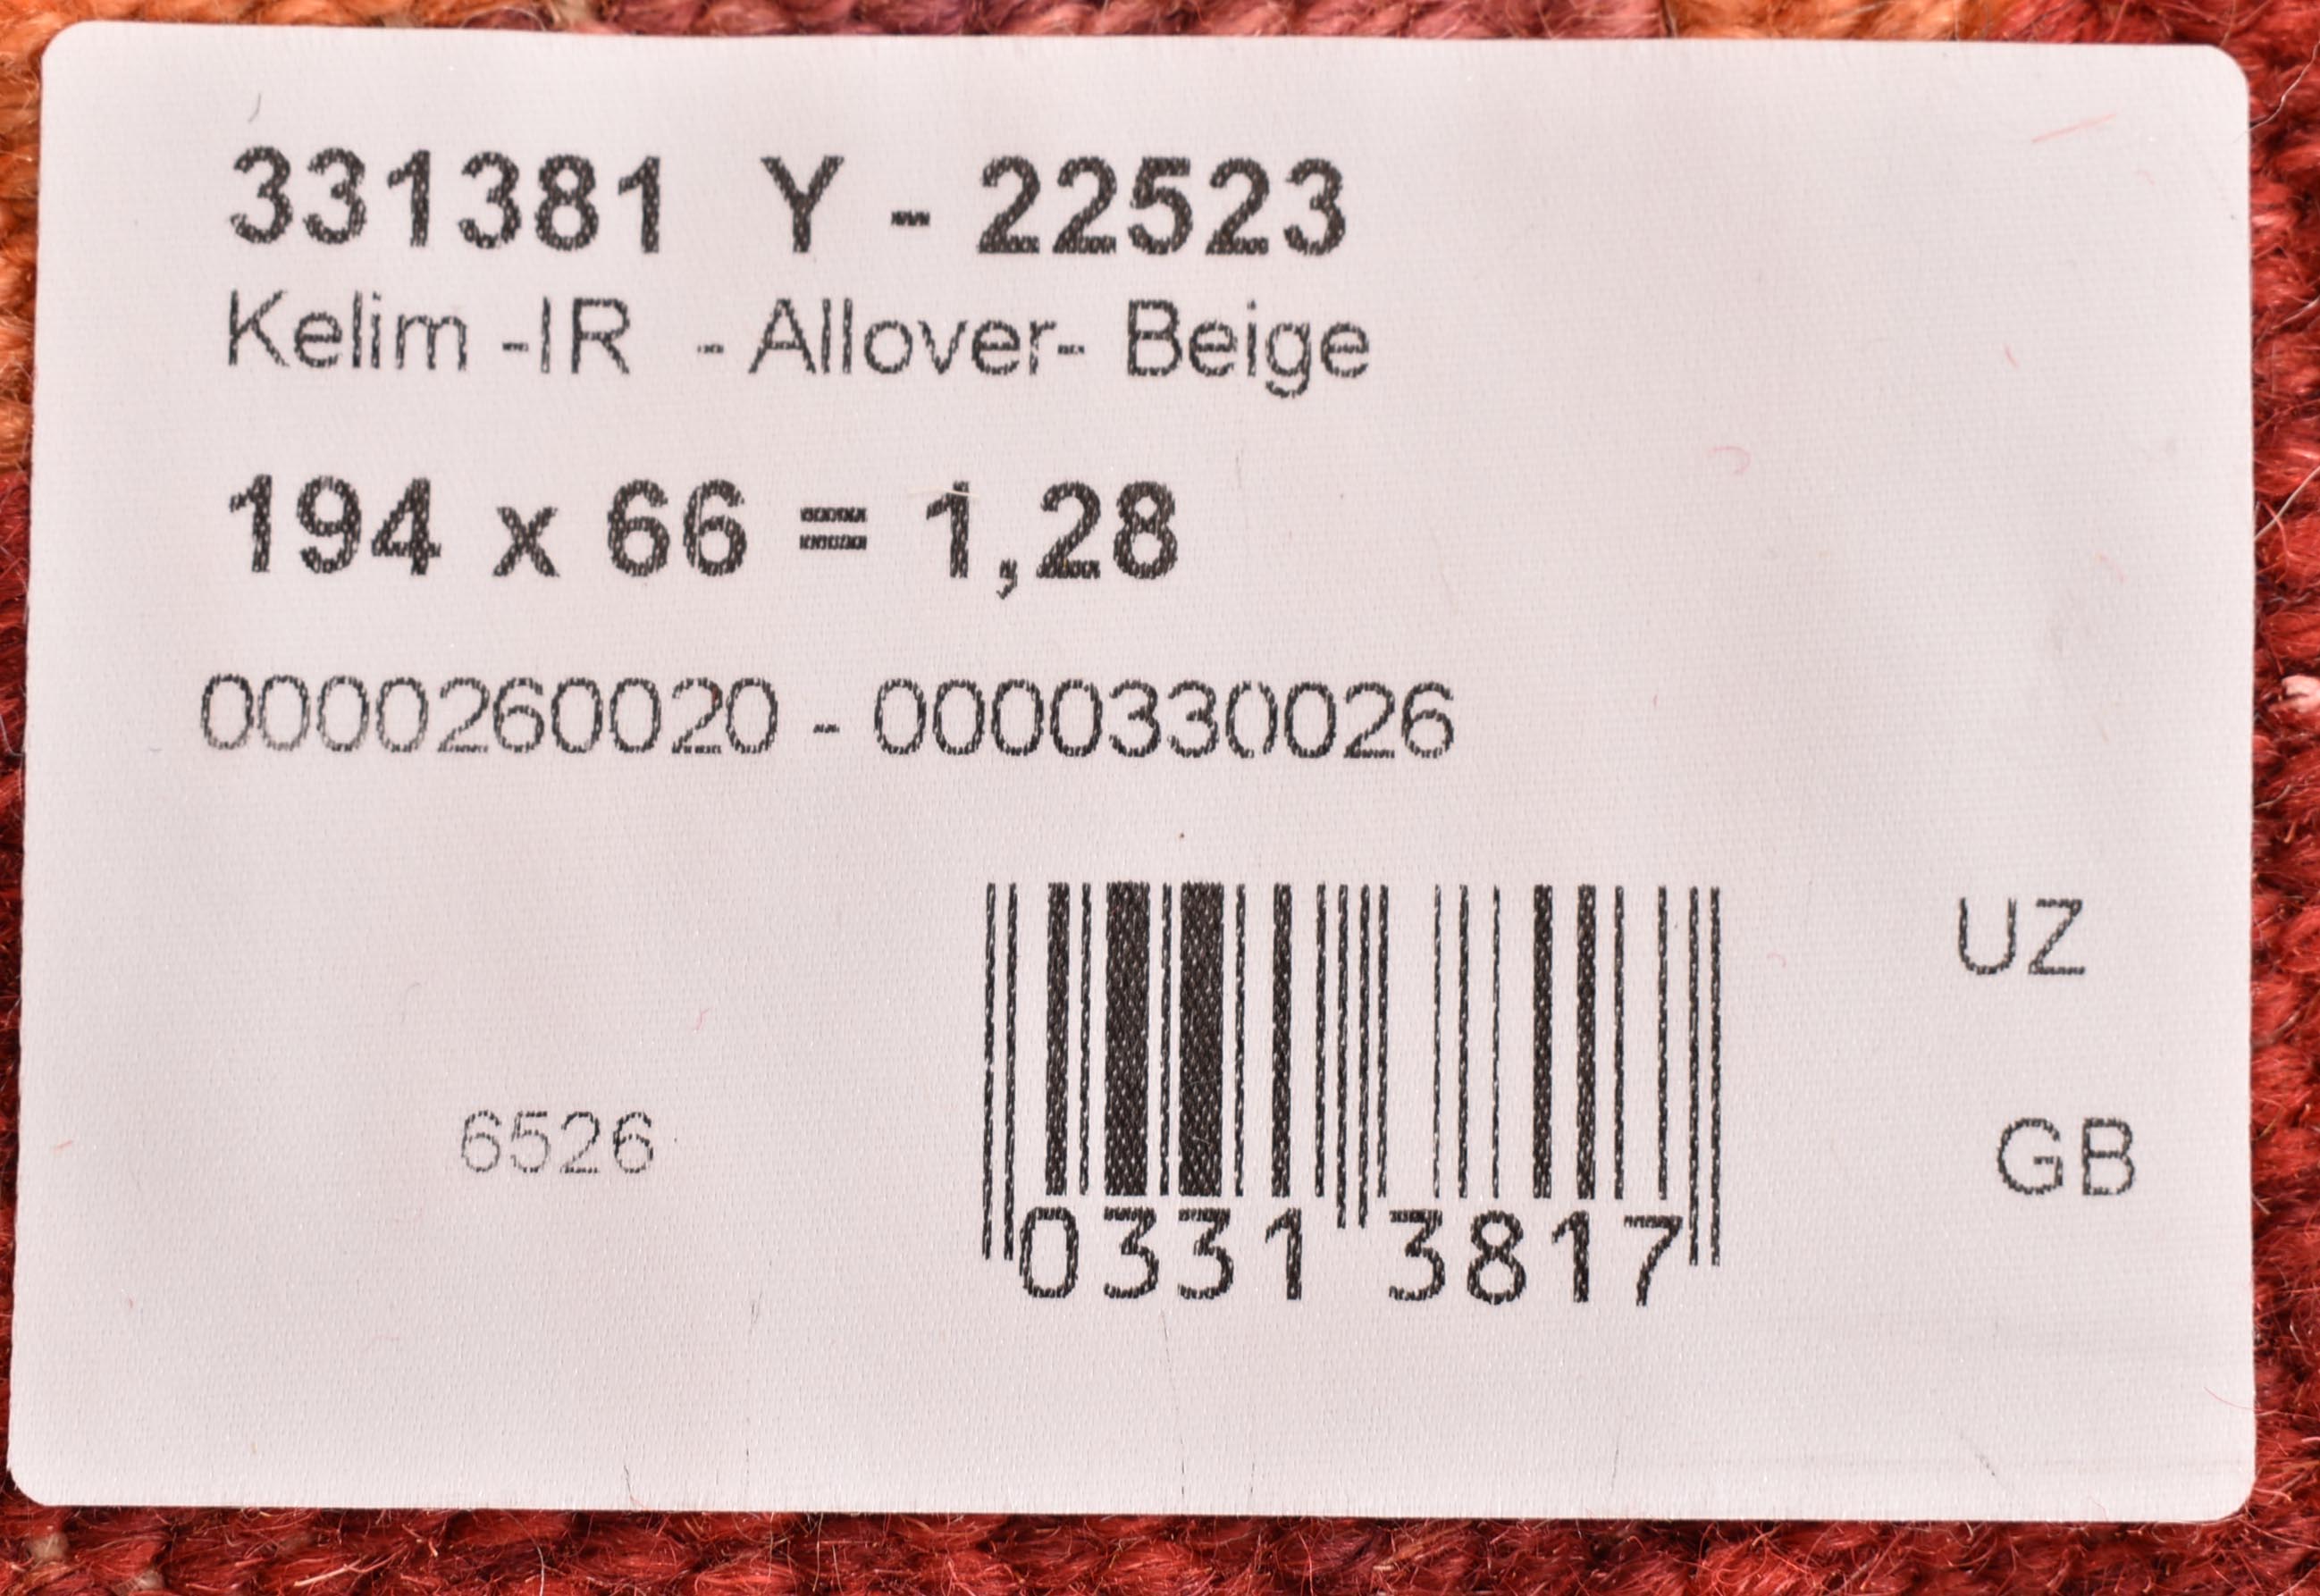 331381 Y - 22523
Kelim -IR - Allover- Beige
194 x 66 = 1,28
0000260020 - 0000330026
UZ
6526
GB
0331 3817